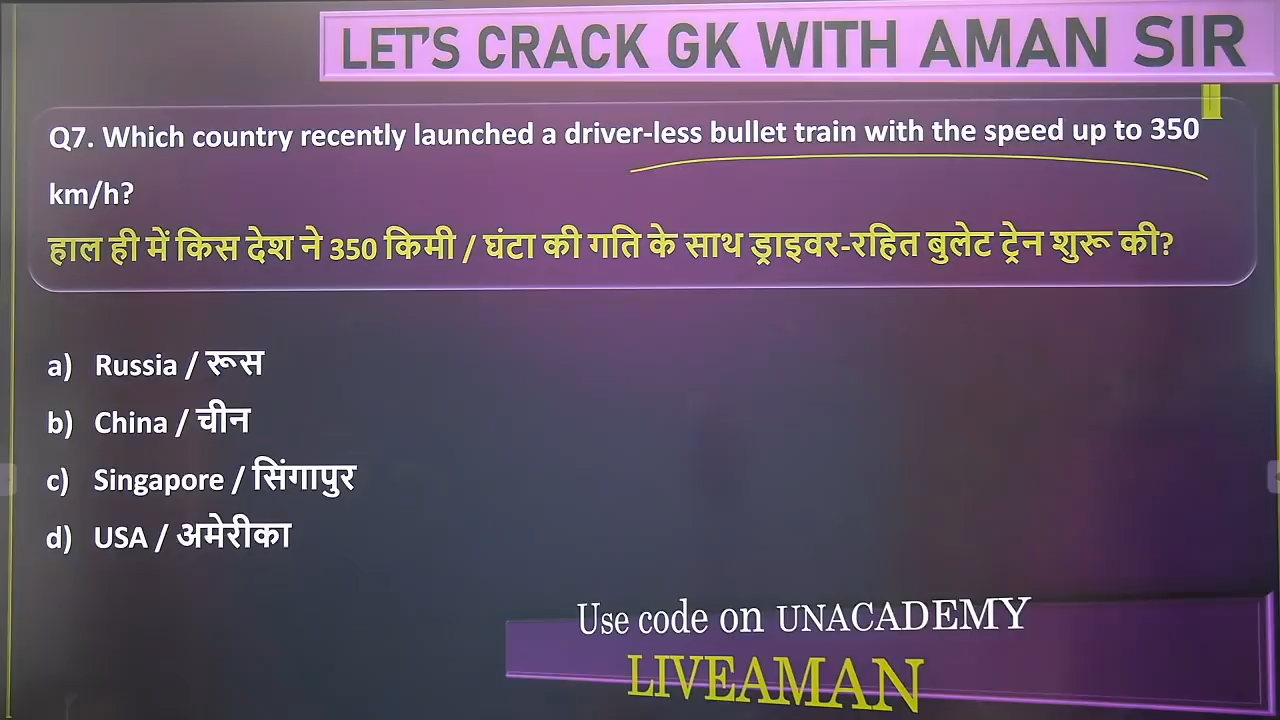 LET'S CRACK GK WITH AMAN SIR
Q7. Which country recently launched a driver-less bullet train with the speed up to 350
km/h?
हाल ही में किस देश ने 350 किमी / घंटा की गति के साथ ड्राइवर-रहित बुलेट ट्रेन शुरू की?
a) Russia / रूस
b) China / चीन
c) Singapore / सिंगापुर
d) USA / अमेरीका
Use code on UNACADEMY
LIVEAMAN